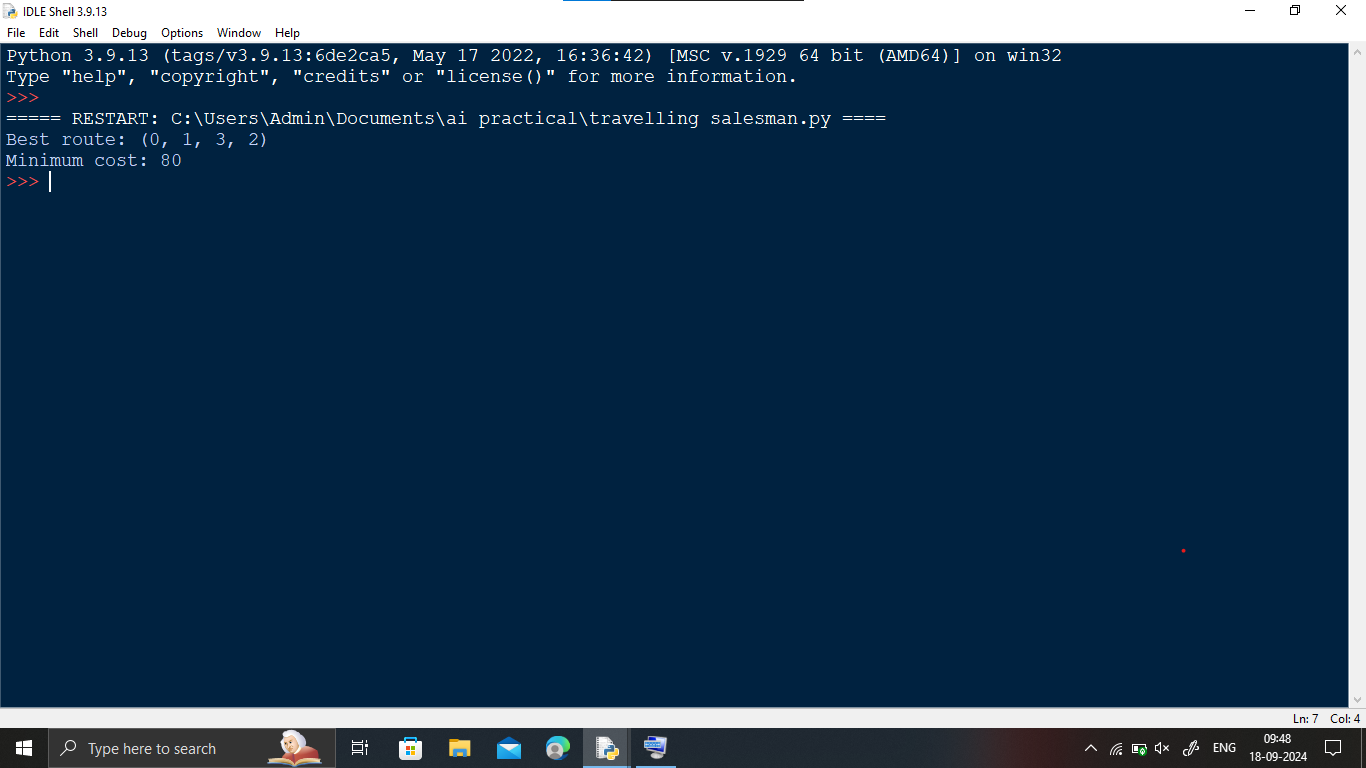 IDLE Shell 3.9.13
File Edit Shell Debug Options Window Help
Python 3.9.13 (tags/v3.9.13:6de2ca5, May 17 2022, 16:36:42) [MSC v.1929 64 bit (AMD64)] on win32
Type "help", "copyright", "credits" or "license()" for more information.
>>>
===== RESTART: C:\Users\Admin\Documents\ai practical\travelling salesman.py ====
Best route: (0, 1, 3, 2)
Minimum cost: 80
>>>
Ln: 7 Col: 4
Type here to search
ENG
09:48
18-09-2024